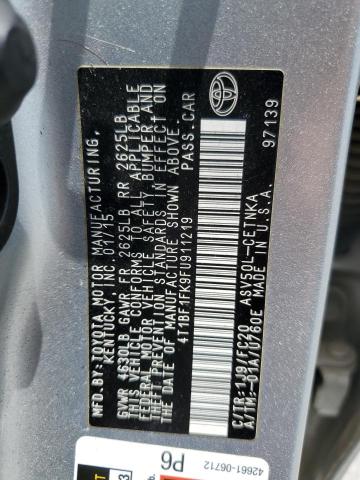 MFD.BY:TOYOTA MOTOR MANUFACTURING,
KENTUCKY, INC. 01/15
GVWR 4630LB GAWR FR 2625LB RR 2625LB
THIS VEHICLE CONFORMS TO ALL APPLICABLE
FEDERAL MOTOR VEHICLE SAFETY, BUMPER, AND
THEFT PREVENTION STANDARDS IN EFFECT ON
THE DATE OF MANUFACTURE SHOWN ABOVE.
4T1BF1FK9FU911219 PASS.CAR
C/TR:1J9/FC20 ASV50L-CETNKA
A/TM:-01A/U760E 97139
42661-06712
P6